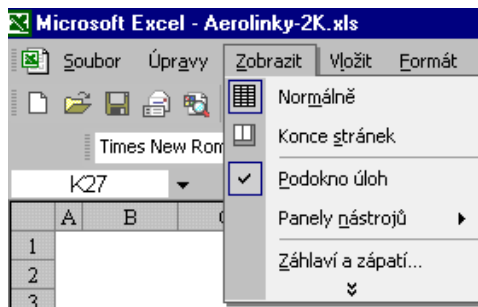 Microsoft Excel - Aerolinky-2K.xls
Soubor Úpravy Zobrazit Vložit Formát
Normálně
Konce stránek
Times New Rom
K27
Podokno úloh
Panely nástrojů
A B
1
Záhlaví a zápatí...
2
3